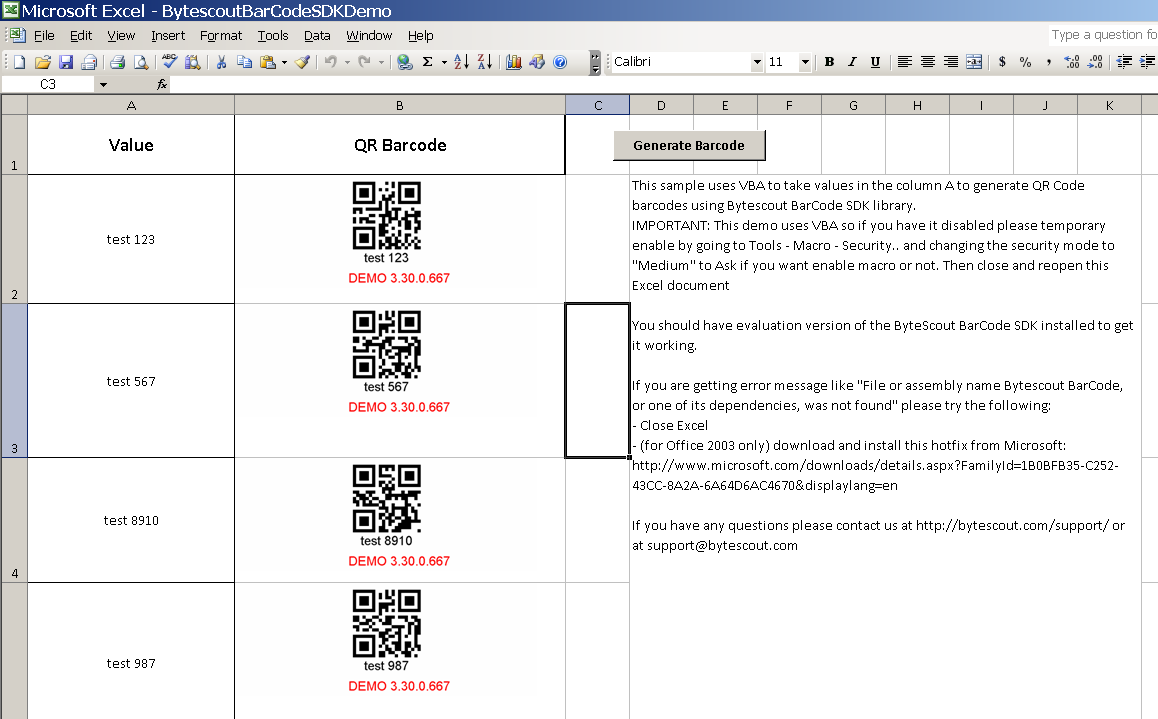 Microsoft Excel - BytescoutBarCodeSDKDemo
File Edit View Insert Format Tools Data Window Help
Type a question fo
Calibri 11 B I U $ % ,
C3 fx
A B C D E F G H I J K
1 Value QR Barcode Generate Barcode
2 test 123
test 123
DEMO 3.30.0.667
This sample uses VBA to take values in the column A to generate QR Code
barcodes using Bytescout BarCode SDK library.
IMPORTANT: This demo uses VBA so if you have it disabled please temporary
enable by going to Tools - Macro - Security.. and changing the security mode to
"Medium" to Ask if you want enable macro or not. Then close and reopen this
Excel document
You should have evaluation version of the ByteScout BarCode SDK installed to get
it working.
If you are getting error message like "File or assembly name Bytescout BarCode,
or one of its dependencies, was not found" please try the following:
- Close Excel
- (for Office 2003 only) download and install this hotfix from Microsoft:
http://www.microsoft.com/downloads/details.aspx?FamilyId=1B0BFB35-C252-
43CC-8A2A-6A64D6AC4670&displaylang=en
If you have any questions please contact us at http://bytescout.com/support/ or
at support@bytescout.com
3 test 567
test 567
DEMO 3.30.0.667
4 test 8910
test 8910
DEMO 3.30.0.667
test 987
test 987
DEMO 3.30.0.667